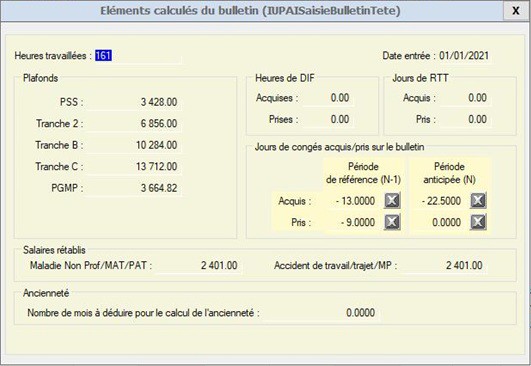 Eléments calculés du bulletin (IUPAISaisieBulletinTete)
X
Heures travaillées : 161
Date entrée : 01/01/2021
Plafonds
PSS : 3 428.00
Tranche 2 : 6 856.00
Tranche B : 10 284.00
Tranche C : 13 712.00
PGMP : 3 664.82
Heures de DIF
Acquises : 0.00
Prises : 0.00
Jours de RTT
Acquis : 0.00
Pris : 0.00
Jours de congés acquis/pris sur le bulletin
Période de référence (N-1)
Période anticipée (N)
Acquis : - 13.0000 X - 22.5000 X
Pris : - 9.0000 X 0.0000 X
Salaires rétablis
Maladie Non Prof/MAT/PAT : 2 401.00 Accident de travail/trajet/MP : 2 401.00
Ancienneté
Nombre de mois à déduire pour le calcul de l'ancienneté : 0.0000